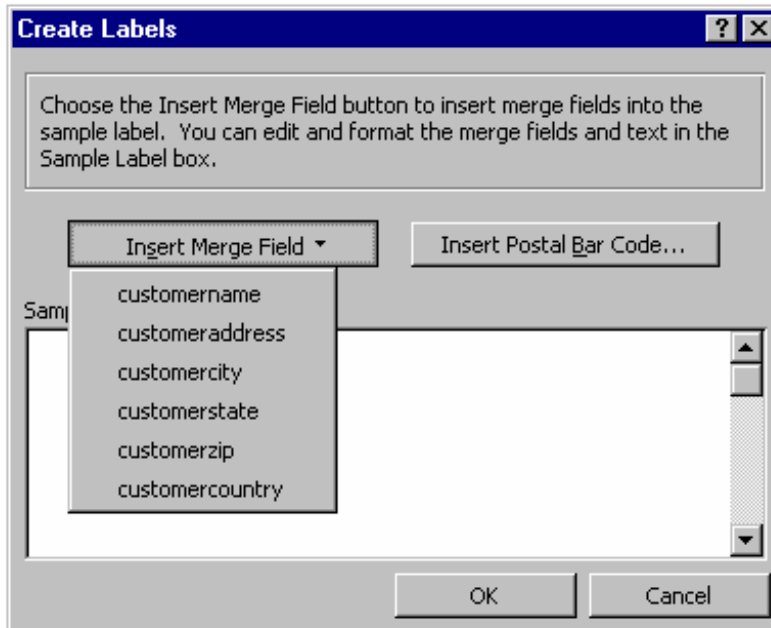 Create Labels
Choose the Insert Merge Field button to insert merge fields into the
sample label. You can edit and format the merge fields and text in the
Sample Label box.
Insert Merge Field
Insert Postal Bar Code...
customername
customeraddress
customercity
customerstate
customerzip
customercountry
OK
Cancel